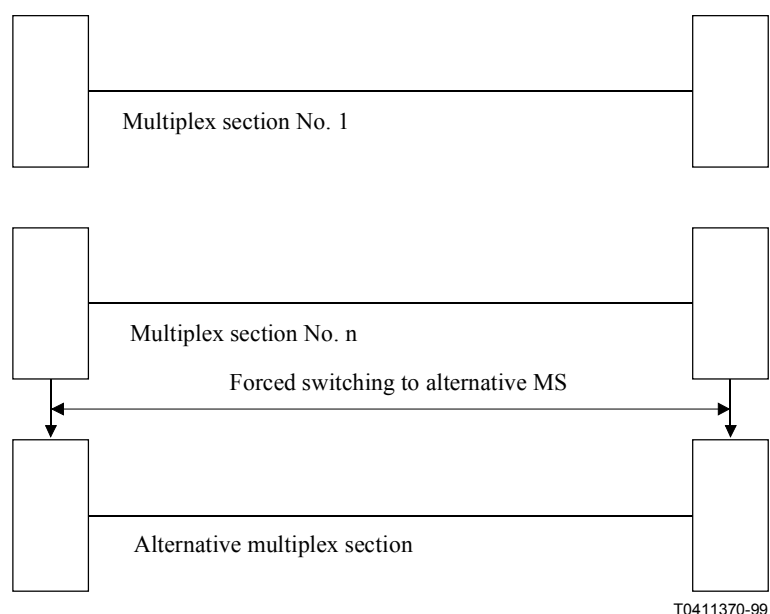 Multiplex section No. 1
Multiplex section No. n
Forced switching to alternative MS
Alternative multiplex section
T0411370-99